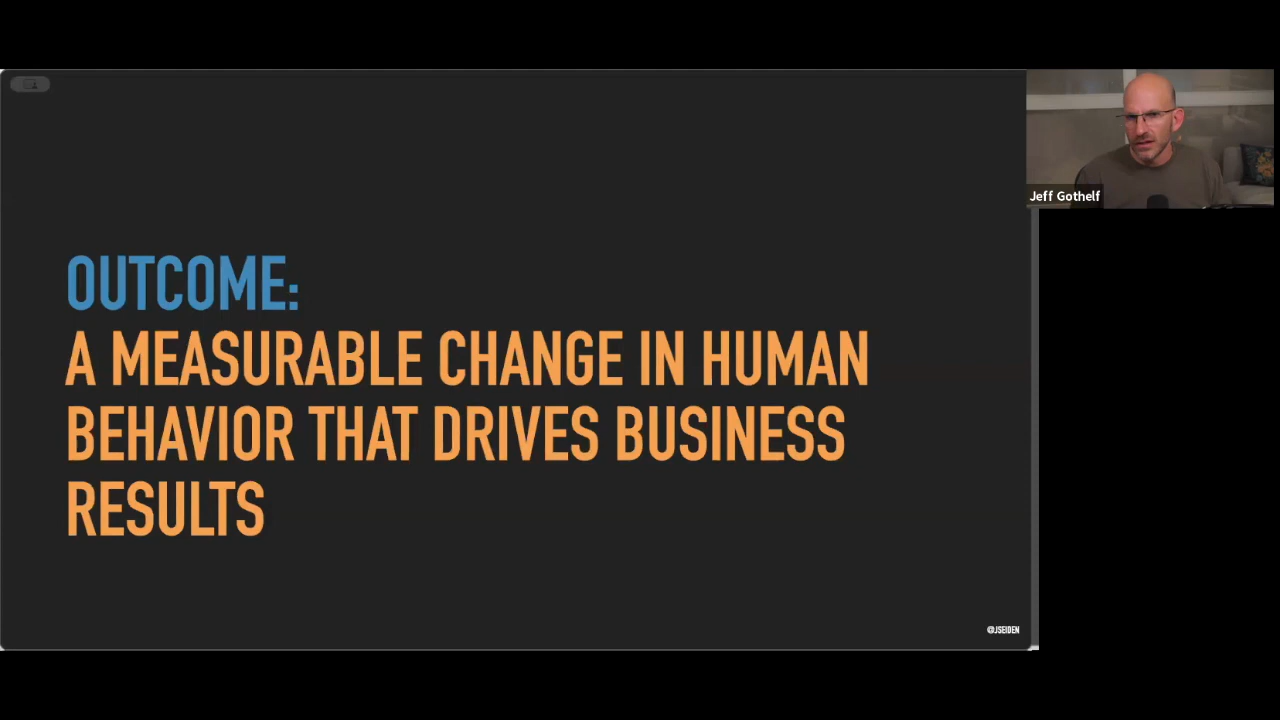 Jeff Gothelf
OUTCOME:
A MEASURABLE CHANGE IN HUMAN
BEHAVIOR THAT DRIVES BUSINESS
RESULTS
@JSEIDEN